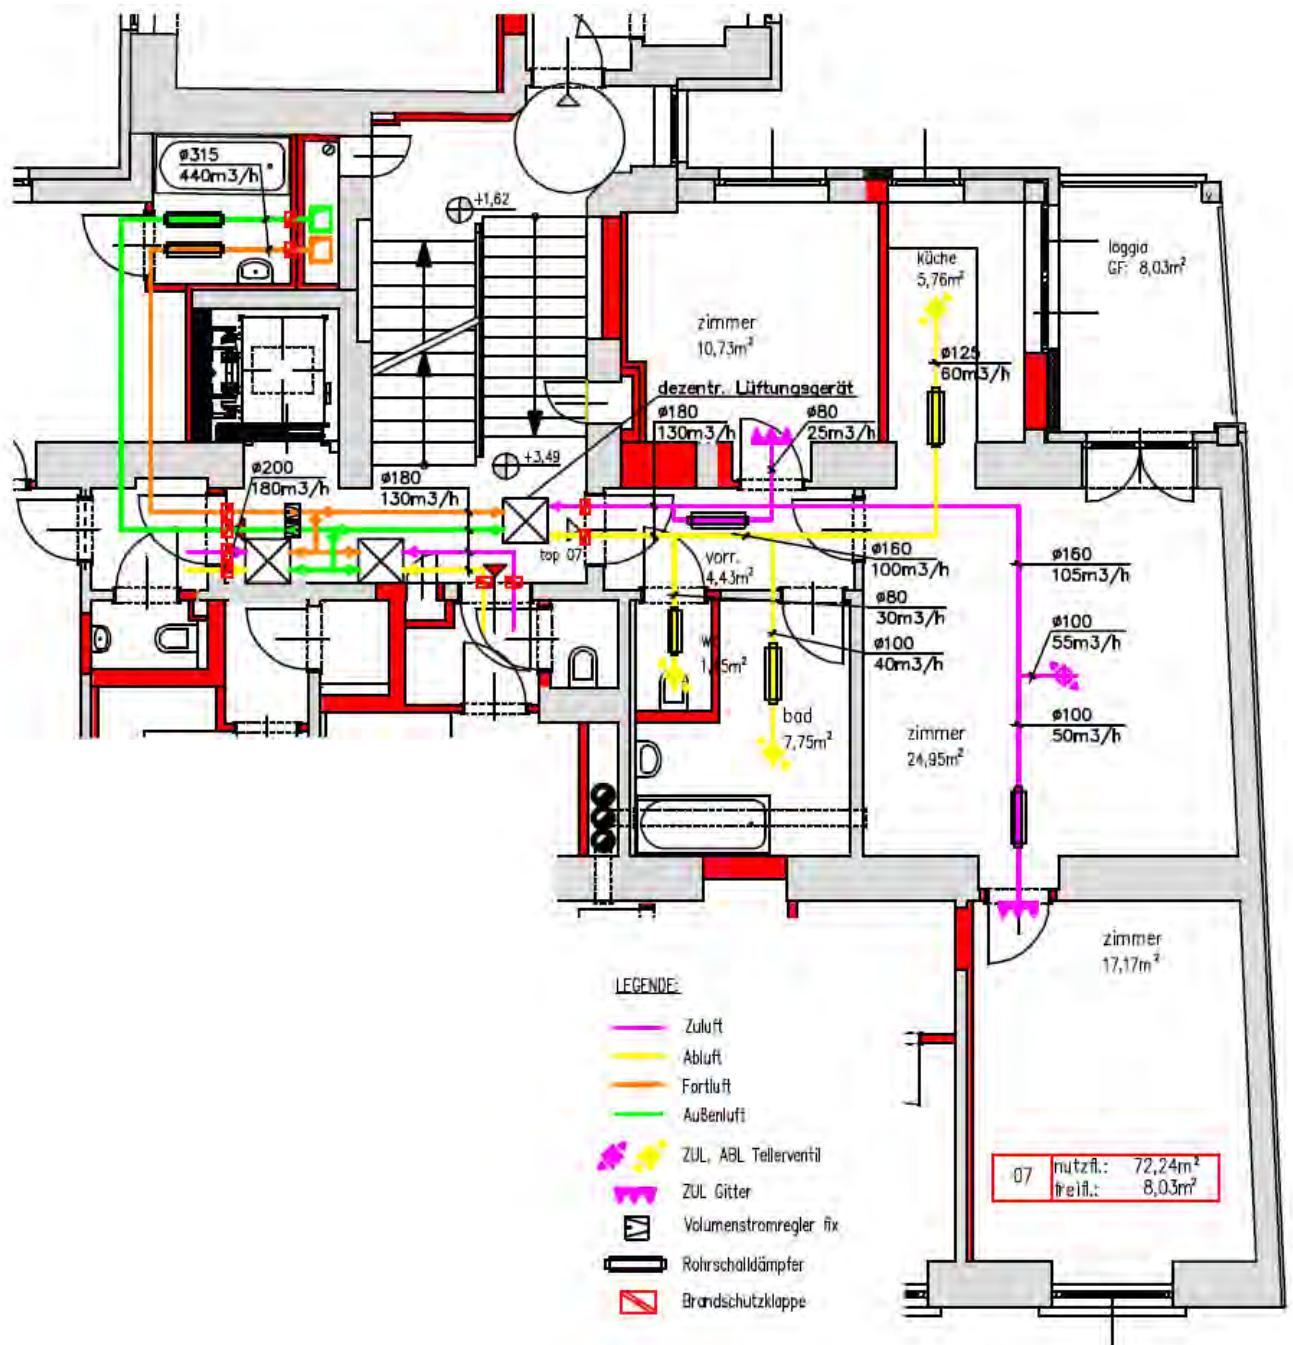 ø315
440m3/h
+1,62
küche
5,76m²
loggia
GF: 8,03m²
zimmer
10,73m²
ø125
60m3/h
dezentr. Lüftungsgerät
ø180
130m3/h
ø80
25m3/h
+3,49
ø200
180m3/h
ø180
130m3/h
top 07
vorr.
4,43m²
ø160
100m3/h
ø160
105m3/h
ø80
30m3/h
ø100
55m3/h
ø100
40m3/h
bad
7,75m²
zimmer
24,95m²
ø100
50m3/h
zimmer
17,17m²
LEGENDE:
Zuluft
Abluft
Fortluft
Außenluft
ZUL, ABL Tellerventil
ZUL Gitter
Volumenstromregler fix
Rohrschalldämpfer
Brandschutzklappe
07
nutzfl.: 72,24m²
freifl.: 8,03m²